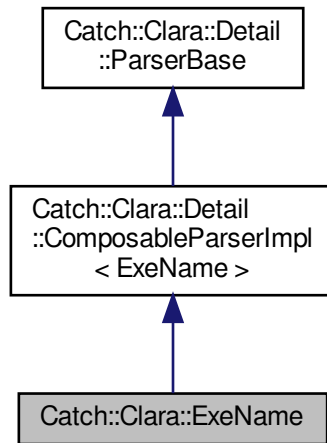 Catch::Clara::Detail
::ParserBase
Catch::Clara::Detail
::ComposableParserImpl
< ExeName >
Catch::Clara::ExeName